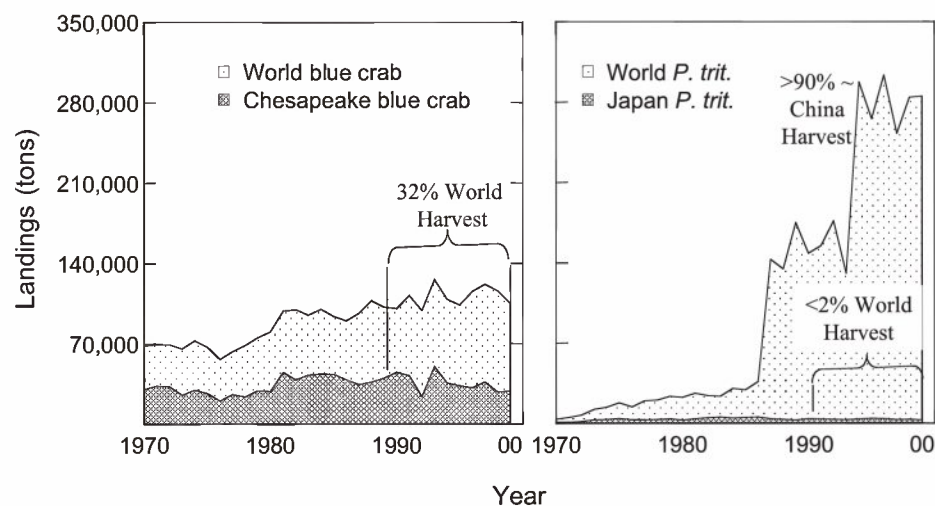 350,000
280,000
210,000
140,000
70,000
Landings (tons)
World blue crab
Chesapeake blue crab
32% World
Harvest
1970
1980
1990
00
World P. trit.
Japan P. trit.
>90% ~
China
Harvest
<2% World
Harvest
1970
1980
1990
00
Year